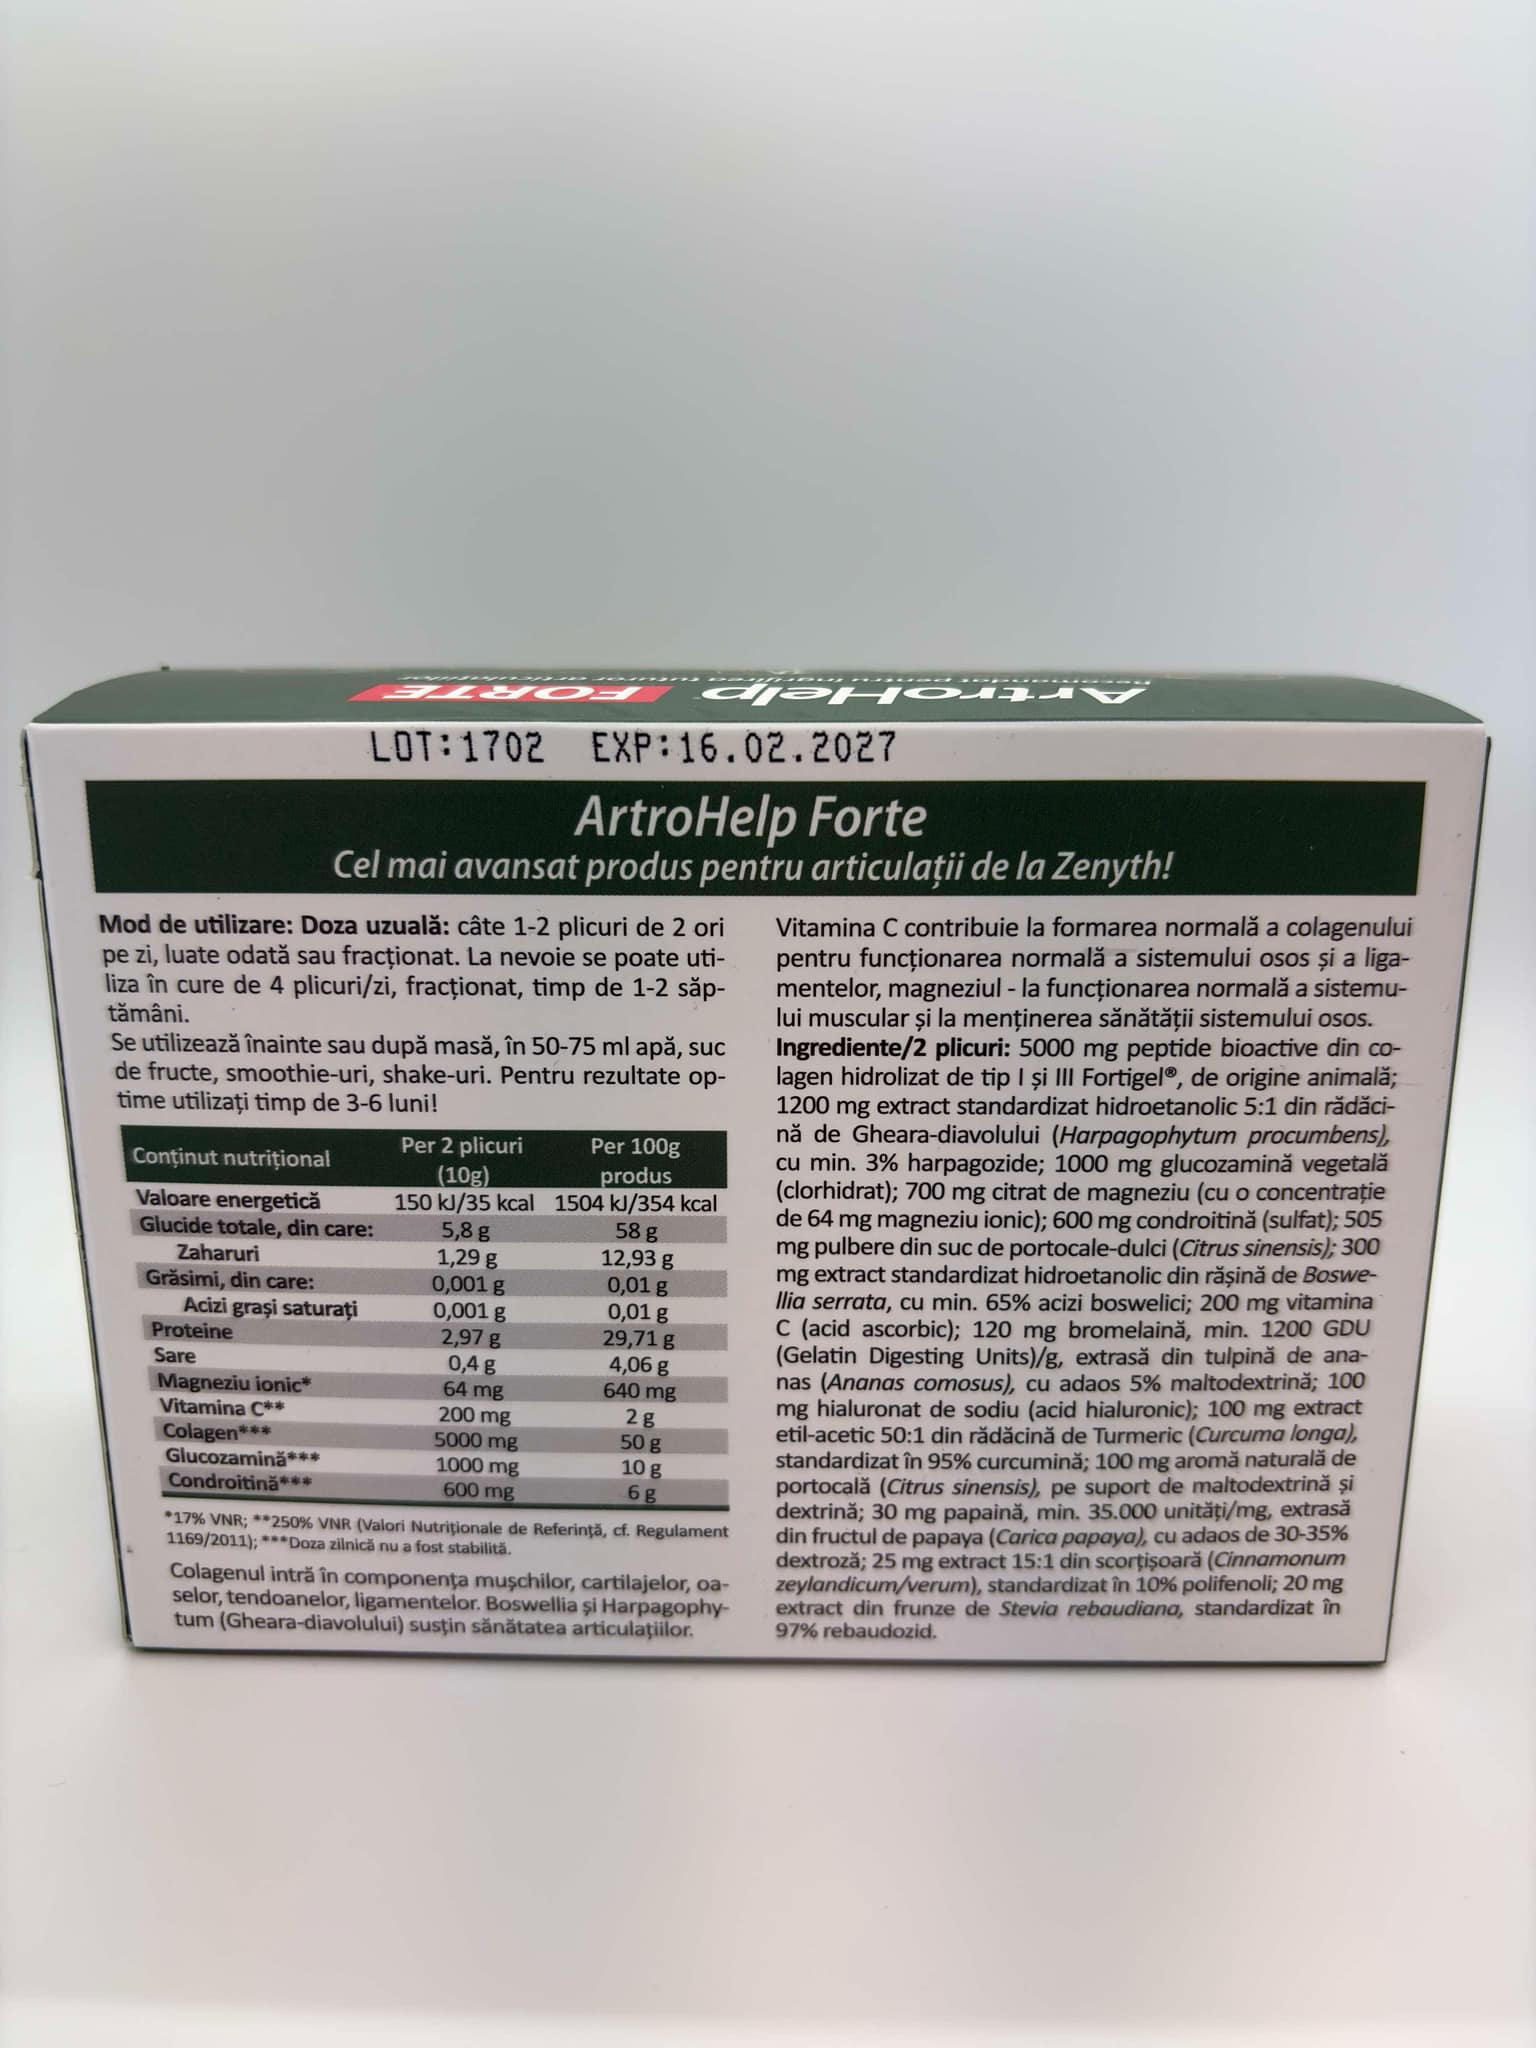 ArtroHelp FORTE
Recomandat pentru îngrijirea tuturor articulațiilor
LOT:1702 EXP:16.02.2027
ArtroHelp Forte
Cel mai avansat produs pentru articulații de la Zenyth!
Mod de utilizare: Doza uzuală: câte 1-2 plicuri de 2 ori
pe zi, luate odată sau fracționat. La nevoie se poate uti-
liza în cure de 4 plicuri/zi, fracționat, timp de 1-2 săp-
tămâni.
Se utilizează înainte sau după masă, în 50-75 ml apă, suc
de fructe, smoothie-uri, shake-uri. Pentru rezultate op-
time utilizați timp de 3-6 luni!
Conținut nutrițional Per 2 plicuri (10g) Per 100g produs
Valoare energetică 150 kJ/35 kcal 1504 kJ/354 kcal
Glucide totale, din care: 5,8 g 58 g
Zaharuri 1,29 g 12,93 g
Grăsimi, din care: 0,001 g 0,01 g
Acizi grași saturați 0,001 g 0,01 g
Proteine 2,97 g 29,71 g
Sare 0,4 g 4,06 g
Magneziu ionic* 64 mg 640 mg
Vitamina C** 200 mg 2 g
Colagen*** 5000 mg 50 g
Glucozamină*** 1000 mg 10 g
Condroitină*** 600 mg 6 g
*17% VNR; **250% VNR (Valori Nutriționale de Referință, cf. Regulament
1169/2011); ***Doza zilnică nu a fost stabilită.
Colagenul intră în componența mușchilor, cartilajelor, oa-
selor, tendoanelor, ligamentelor. Boswellia și Harpagophy-
tum (Gheara-diavolului) susțin sănătatea articulațiilor.
Vitamina C contribuie la formarea normală a colagenului
pentru funcționarea normală a sistemului osos și a liga-
mentelor, magneziul - la funcționarea normală a sistemu-
lui muscular și la menținerea sănătății sistemului osos.
Ingrediente/2 plicuri: 5000 mg peptide bioactive din co-
lagen hidrolizat de tip I și III Fortigel®, de origine animală;
1200 mg extract standardizat hidroetanolic 5:1 din rădăci-
nă de Gheara-diavolului (Harpagophytum procumbens),
cu min. 3% harpagozide; 1000 mg glucozamină vegetală
(clorhidrat); 700 mg citrat de magneziu (cu o concentrație
de 64 mg magneziu ionic); 600 mg condroitină (sulfat); 505
mg pulbere din suc de portocale-dulci (Citrus sinensis); 300
mg extract standardizat hidroetanolic din rășină de Boswe-
llia serrata, cu min. 65% acizi boswelici; 200 mg vitamina
C (acid ascorbic); 120 mg bromelaină, min. 1200 GDU
(Gelatin Digesting Units)/g, extrasă din tulpină de ana-
nas (Ananas comosus), cu adaos 5% maltodextrină; 100
mg hialuronat de sodiu (acid hialuronic); 100 mg extract
etil-acetic 50:1 din rădăcină de Turmeric (Curcuma longa),
standardizat în 95% curcumină; 100 mg aromă naturală de
portocală (Citrus sinensis), pe suport de maltodextrină și
dextrină; 30 mg papaină, min. 35.000 unități/mg, extrasă
din fructul de papaya (Carica papaya), cu adaos de 30-35%
dextroză; 25 mg extract 15:1 din scorțișoară (Cinnamonum
zeylandicum/verum), standardizat în 10% polifenoli; 20 mg
extract din frunze de Stevia rebaudiana, standardizat în
97% rebaudozid.